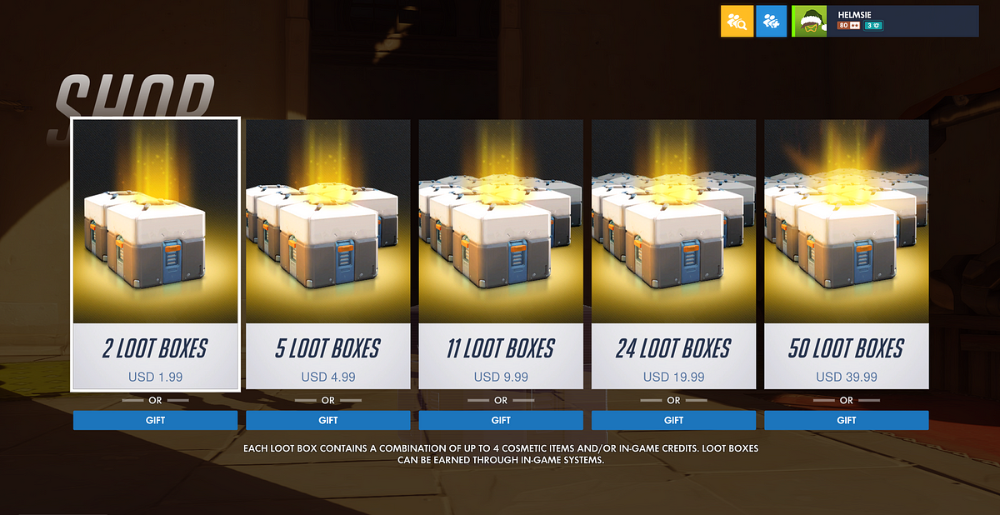 HELMSIE
80
3
SHOP
2 LOOT BOXES
USD 1.99
OR
GIFT
5 LOOT BOXES
USD 4.99
OR
GIFT
11 LOOT BOXES
USD 9.99
OR
GIFT
24 LOOT BOXES
USD 19.99
OR
GIFT
50 LOOT BOXES
USD 39.99
OR
GIFT
EACH LOOT BOX CONTAINS A COMBINATION OF UP TO 4 COSMETIC ITEMS AND/OR IN-GAME CREDITS. LOOT BOXES
CAN BE EARNED THROUGH IN-GAME SYSTEMS.